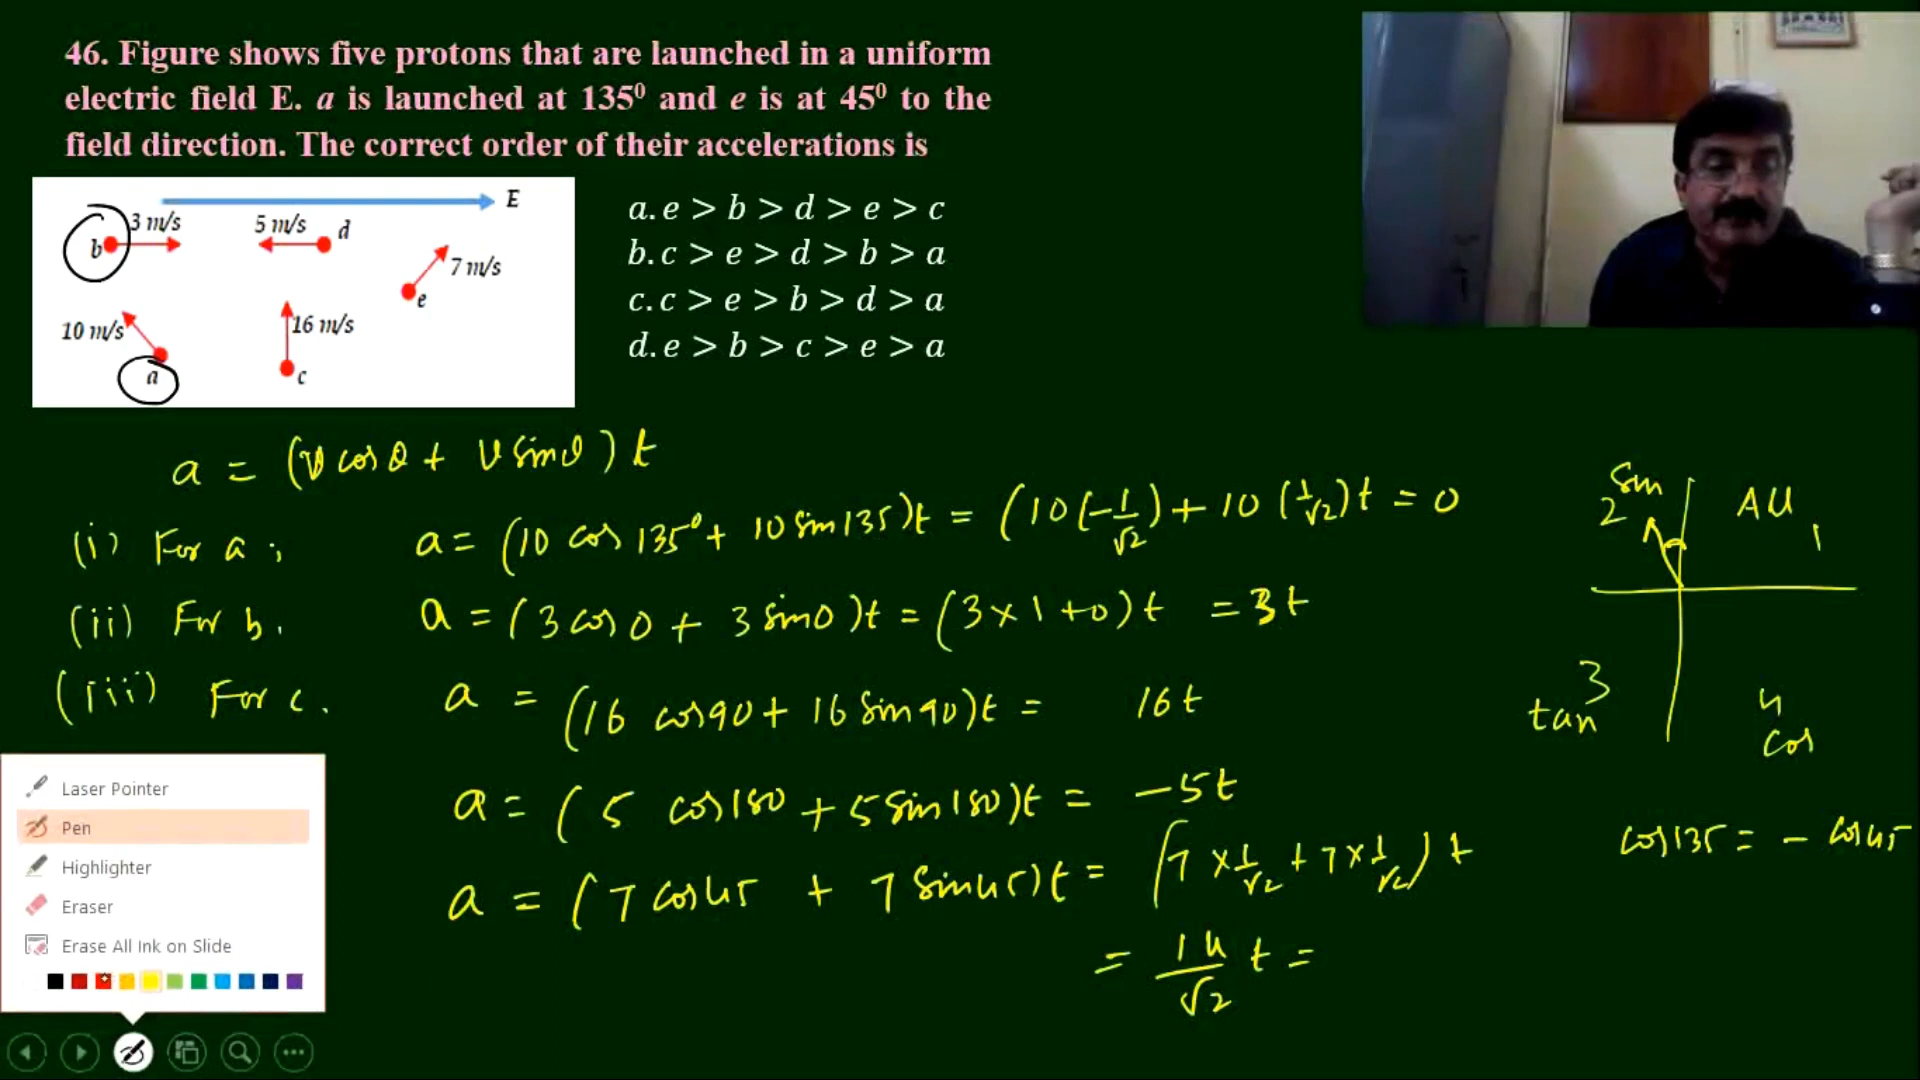 46. Figure shows five protons that are launched in a uniform
electric field E. a is launched at 135⁰ and e is at 45⁰ to the
field direction. The correct order of their accelerations is
E
3 m/s
5 m/s
d
b
7 m/s
e
10 m/s
16 m/s
a
c
a. e > b > d > e > c
b. c > e > d > b > a
c. c > e > b > d > a
d. e > b > c > e > a
a = (v cos θ + v sin θ) t
(i) For a; a = (10 cos 135⁰ + 10 sin 135)t = (10(-1/√2) + 10(1/√2)t = 0
(ii) For b. a = (3 cos 0 + 3 sin 0)t = (3×1+0)t = 3t
(iii) For c. a = (16 cos 90 + 16 sin 90)t = 16t
a = (5 cos 180 + 5 sin 180)t = -5t
a = (7 cos 45 + 7 sin 45)t = (7 × 1/√2 + 7 × 1/√2) t
= 14/√2 t =
sin
2
All
1
3
tan
4
cos
cos 135 = - cos 45
Laser Pointer
Pen
Highlighter
Eraser
Erase All Ink on Slide